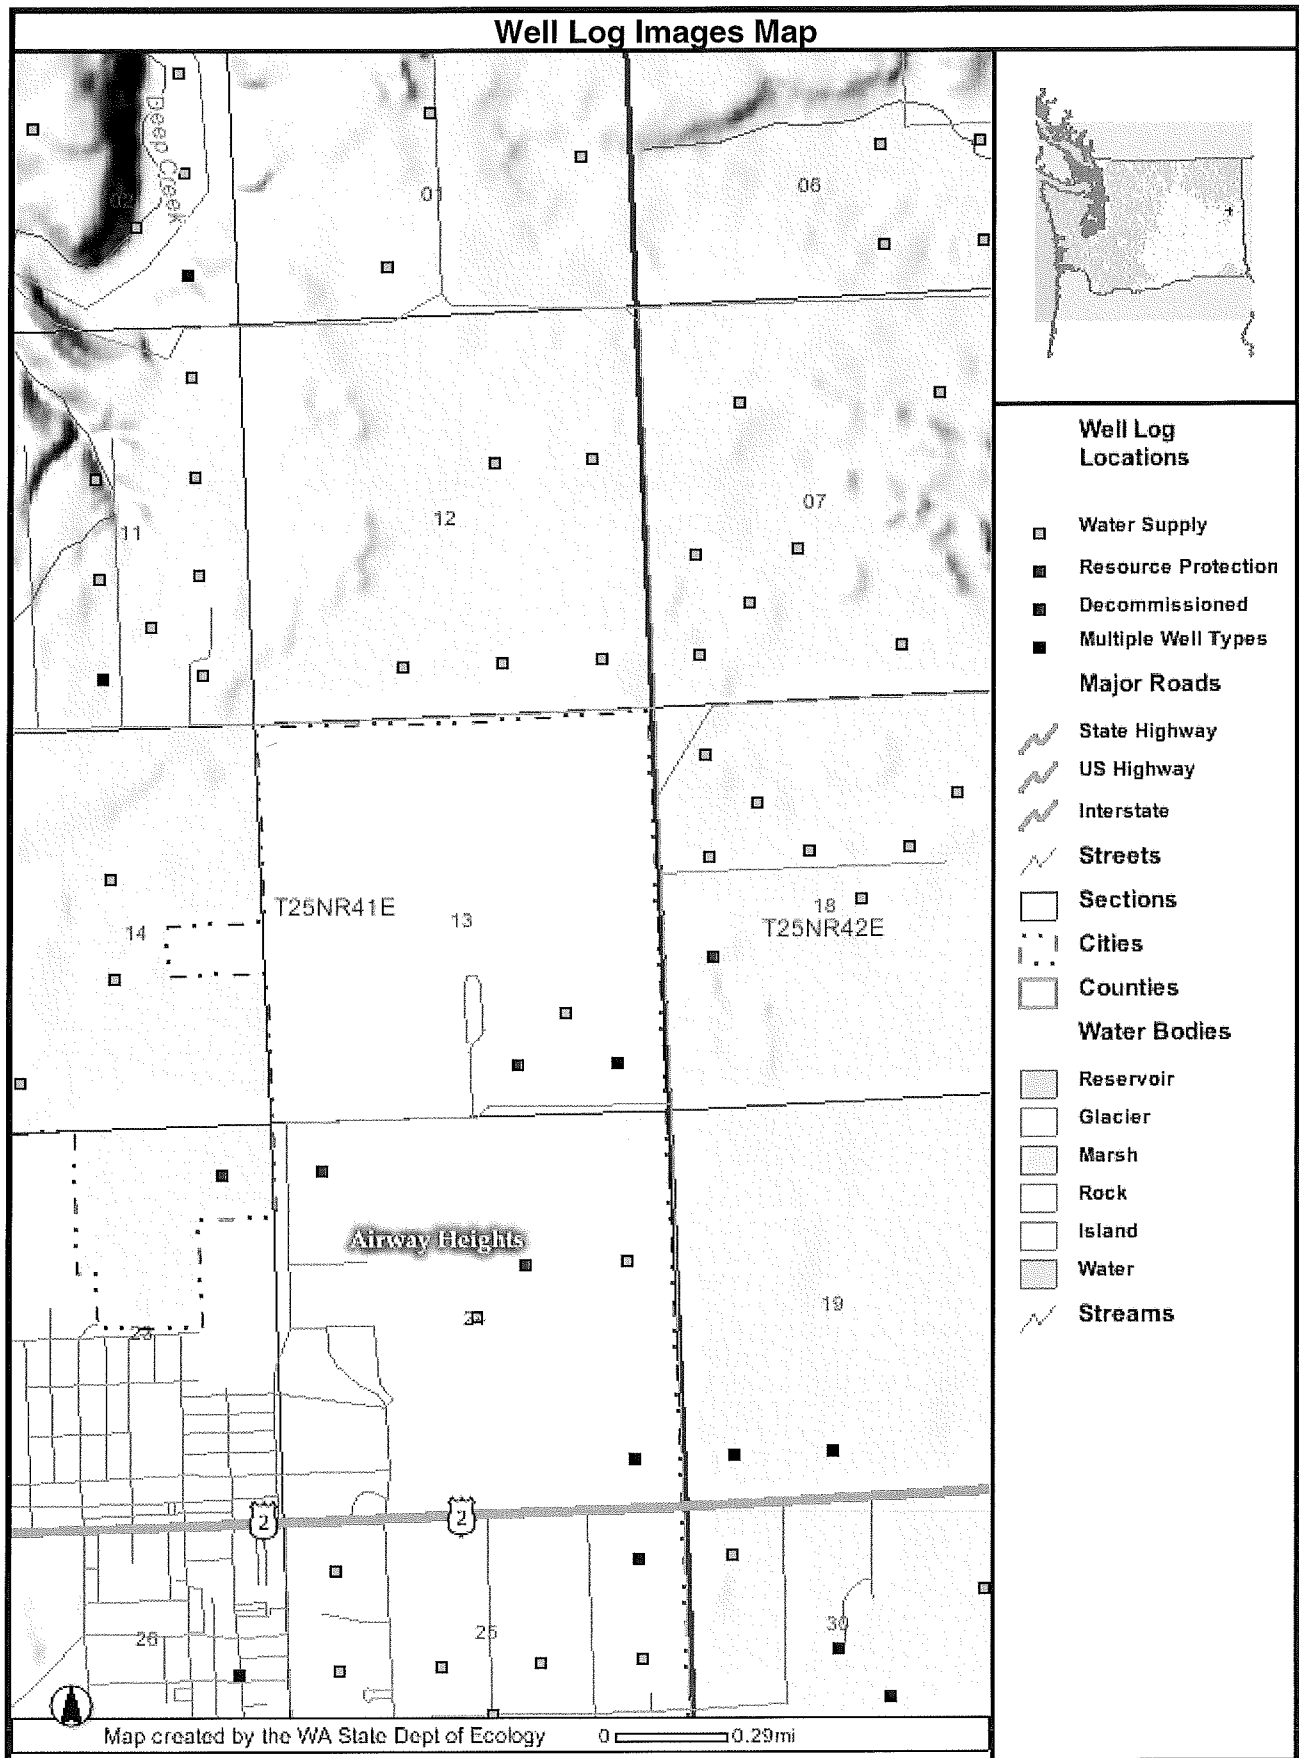 Well Log Images Map
Deep Creek
02
01
06
11
12
07
T25NR41E
14
13
18
T25NR42E
Airway Heights
24
23
19
2
2
26
25
30
Map created by the WA State Dept of Ecology
0 0.29mi
Well Log
Locations
Water Supply
Resource Protection
Decommissioned
Multiple Well Types
Major Roads
State Highway
US Highway
Interstate
Streets
Sections
Cities
Counties
Water Bodies
Reservoir
Glacier
Marsh
Rock
Island
Water
Streams